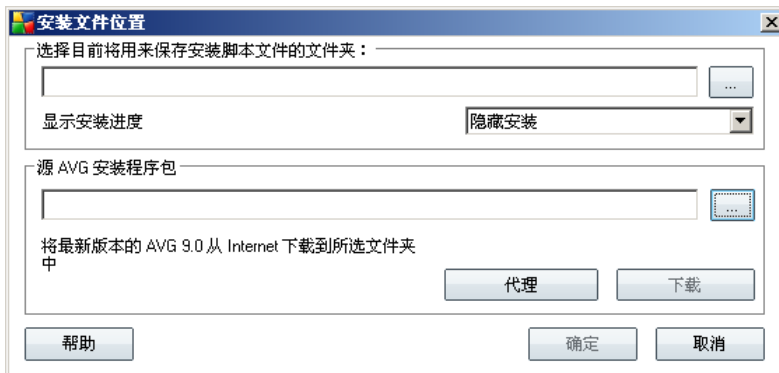 安装文件位置
选择目前将用来保存安装脚本文件的文件夹：
...
显示安装进度
隐藏安装
源 AVG 安装程序包
...
将最新版本的 AVG 9.0 从 Internet 下载到所选文件夹
中
代理
下载
帮助
确定
取消